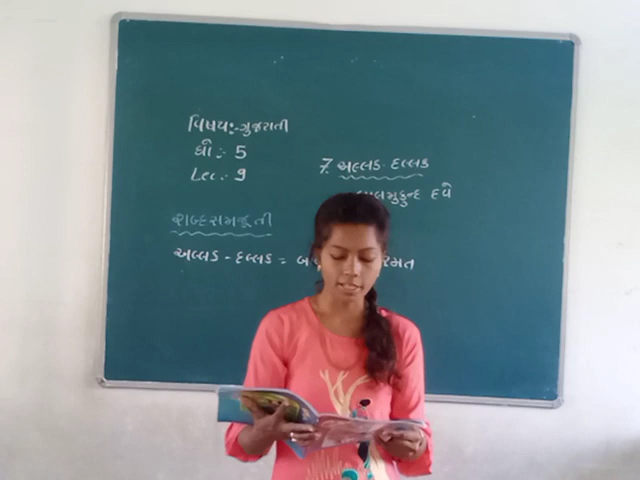 વિષય:-ગુજરાતી
ધો :- 5
Lec :- 9
7. અલ્લક - દલ્લક
બાલમુકુન્દ દવે
શબ્દસમજૂતી
અલ્લક - દલ્લક =